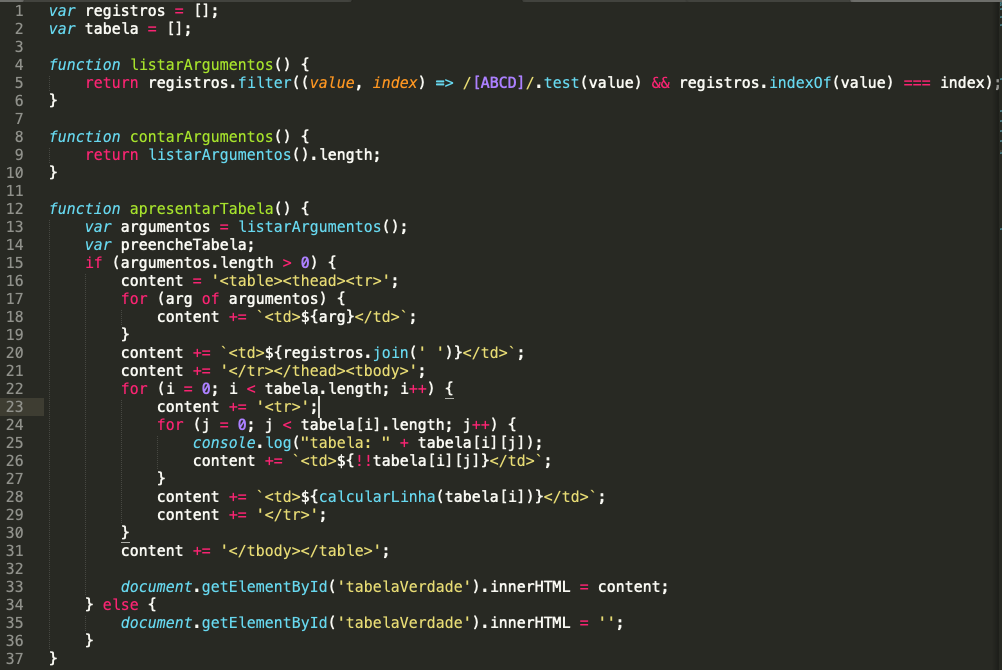 1 var registros = [];
2 var tabela = [];
3
4 function listarArgumentos() {
5     return registros.filter((value, index) => /[ABCD]/.test(value) && registros.indexOf(value) === index);
6 }
7
8 function contarArgumentos() {
9     return listarArgumentos().length;
10 }
11
12 function apresentarTabela() {
13     var argumentos = listarArgumentos();
14     var preencheTabela;
15     if (argumentos.length > 0) {
16         content = '<table><thead><tr>';
17         for (arg of argumentos) {
18             content += `<td>${arg}</td>`;
19         }
20         content += `<td>${registros.join(' ')}</td>`;
21         content += '</tr></thead><tbody>';
22         for (i = 0; i < tabela.length; i++) {
23             content += '<tr>';
24             for (j = 0; j < tabela[i].length; j++) {
25                 console.log("tabela: " + tabela[i][j]);
26                 content += `<td>${!!tabela[i][j]}</td>`;
27             }
28             content += `<td>${calcularLinha(tabela[i])}</td>`;
29             content += '</tr>';
30         }
31         content += '</tbody></table>';
32
33         document.getElementById('tabelaVerdade').innerHTML = content;
34     } else {
35         document.getElementById('tabelaVerdade').innerHTML = '';
36     }
37 }